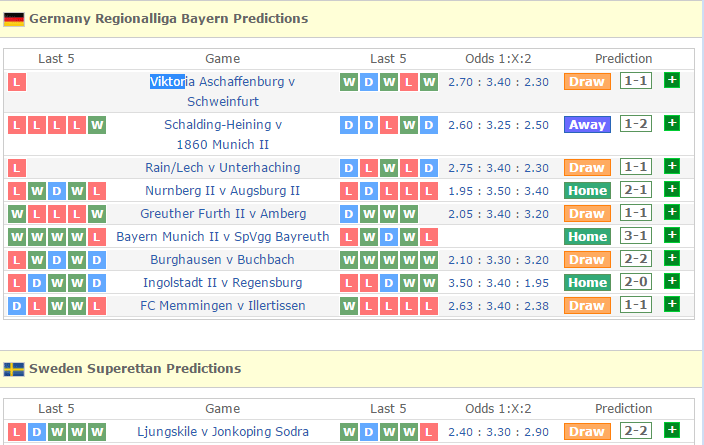 Germany Regionalliga Bayern Predictions
Last 5 Game Last 5 Odds 1:X:2 Prediction
L Viktoria Aschaffenburg v W D W L W 2.70 : 3.40 : 2.30 Draw 1-1 +
Schweinfurt
L L L L W Schalding-Heining v D D L W D 2.60 : 3.25 : 2.50 Away 1-2 +
1860 Munich II
L Rain/Lech v Unterhaching D L W L D 2.75 : 3.40 : 2.30 Draw 1-1 +
L W D W L Nurnberg II v Augsburg II L D L L L 1.95 : 3.50 : 3.40 Home 2-1 +
W L L L W Greuther Furth II v Amberg D W W W 2.05 : 3.40 : 3.20 Draw 1-1 +
W W W W L Bayern Munich II v SpVgg Bayreuth L W D W L Home 3-1 +
L W D W D Burghausen v Buchbach W W W W W 2.10 : 3.30 : 3.20 Draw 2-2 +
L D W W D Ingolstadt II v Regensburg L L D W W 3.50 : 3.40 : 1.95 Home 2-0 +
D L W W L FC Memmingen v Illertissen W L L L L 2.63 : 3.40 : 2.38 Draw 1-1 +
Sweden Superettan Predictions
Last 5 Game Last 5 Odds 1:X:2 Prediction
L D W W W Ljungskile v Jonkoping Sodra W D W W L 2.40 : 3.30 : 2.90 Draw 2-2 +